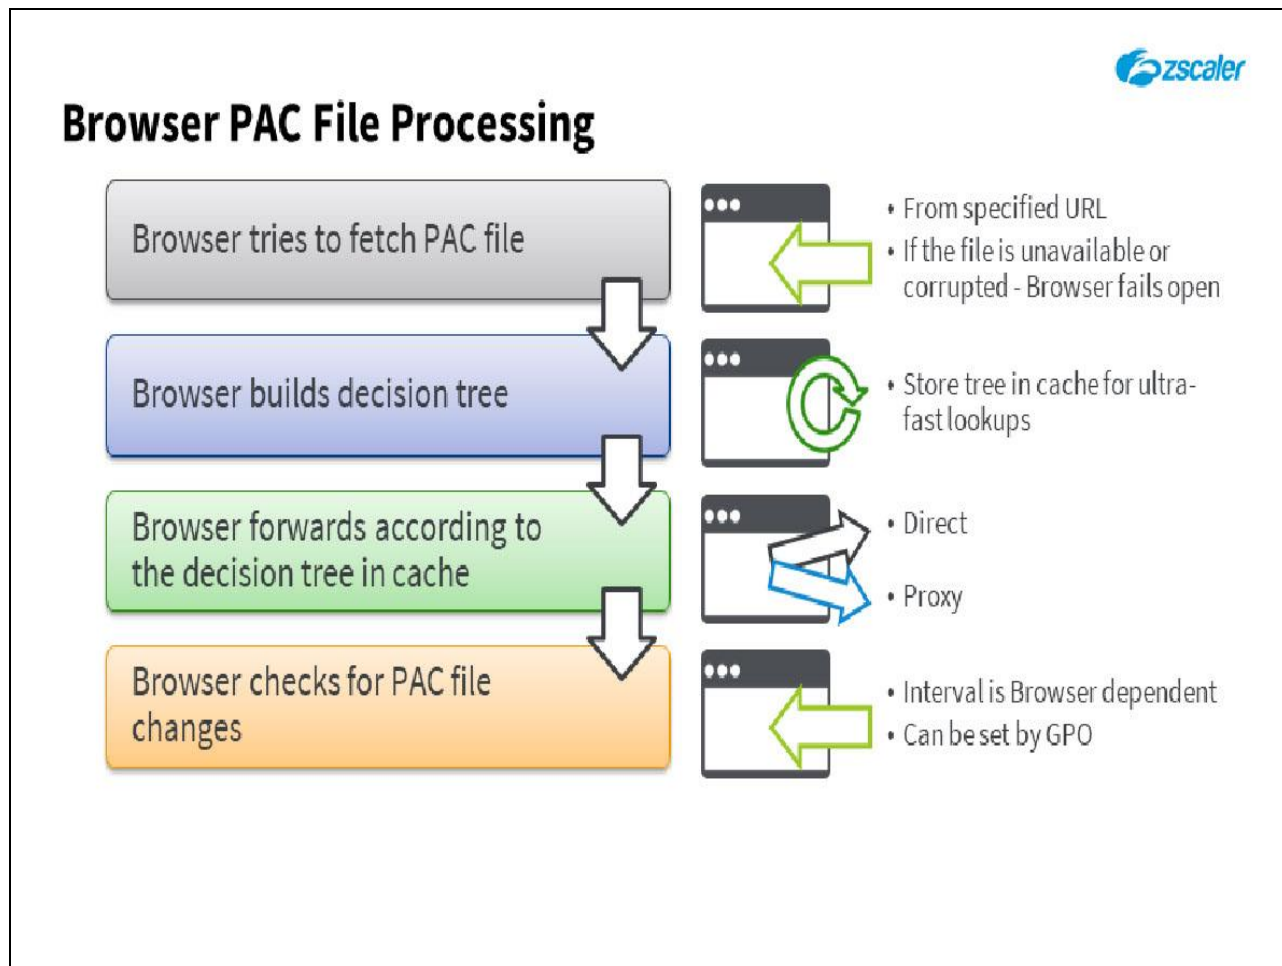 zscaler
Browser PAC File Processing
Browser tries to fetch PAC file
• From specified URL
• If the file is unavailable or
corrupted - Browser fails open
Browser builds decision tree
• Store tree in cache for ultra-
fast lookups
Browser forwards according to
the decision tree in cache
• Direct
• Proxy
Browser checks for PAC file
changes
• Interval is Browser dependent
• Can be set by GPO